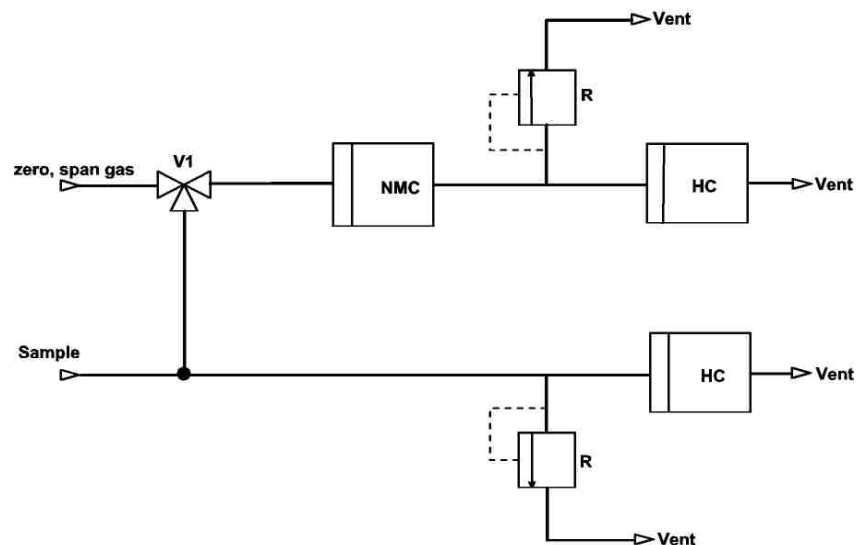 Vent
R
zero, span gas
V1
NMC
HC
Vent
Sample
HC
Vent
R
Vent